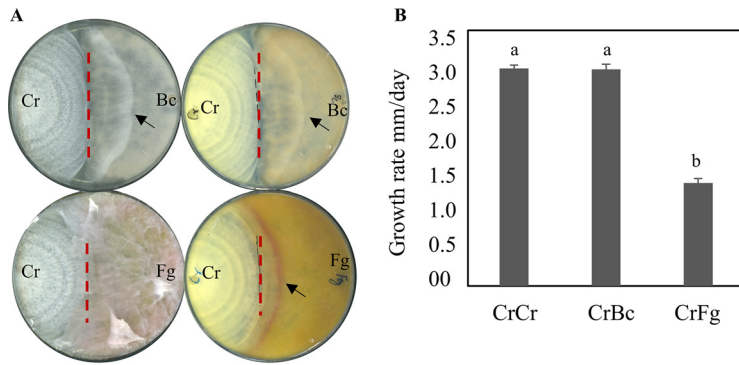 A
Cr
Bc
Cr
Bc
Cr
Fg
Cr
Fg
B
Growth rate mm/day
3.5
3.0
2.5
2.0
1.5
1.0
0.5
00
a
a
b
CrCr
CrBc
CrFg